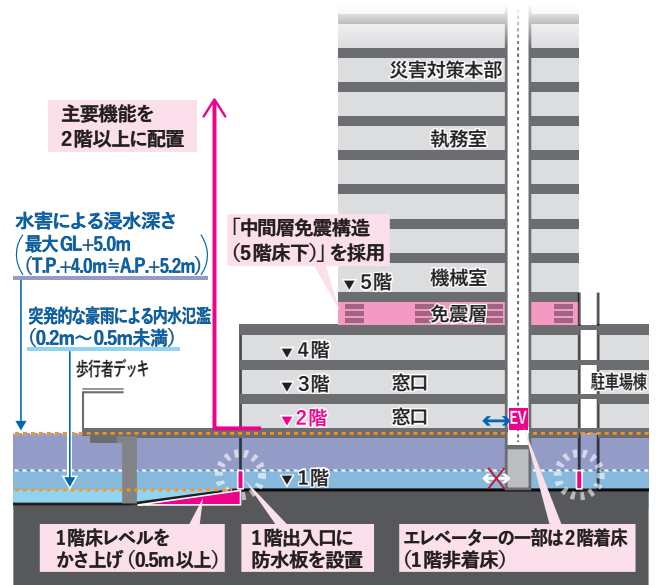 災害対策本部
主要機能を
2階以上に配置
執務室
水害による浸水深さ
(最大GL+5.0m
(T.P.+4.0m≒A.P.+5.2m))
「中間層免震構造
(5階床下)」を採用
▼5階
機械室
突発的な豪雨による内水氾濫
(0.2m～0.5m未満)
免震層
歩行者デッキ
▼4階
▼3階
窓口
駐車場棟
▼2階
窓口
EV
▼1階
1階床レベルを
かさ上げ(0.5m以上)
1階出入口に
防水板を設置
エレベーターの一部は2階着床
(1階非着床)